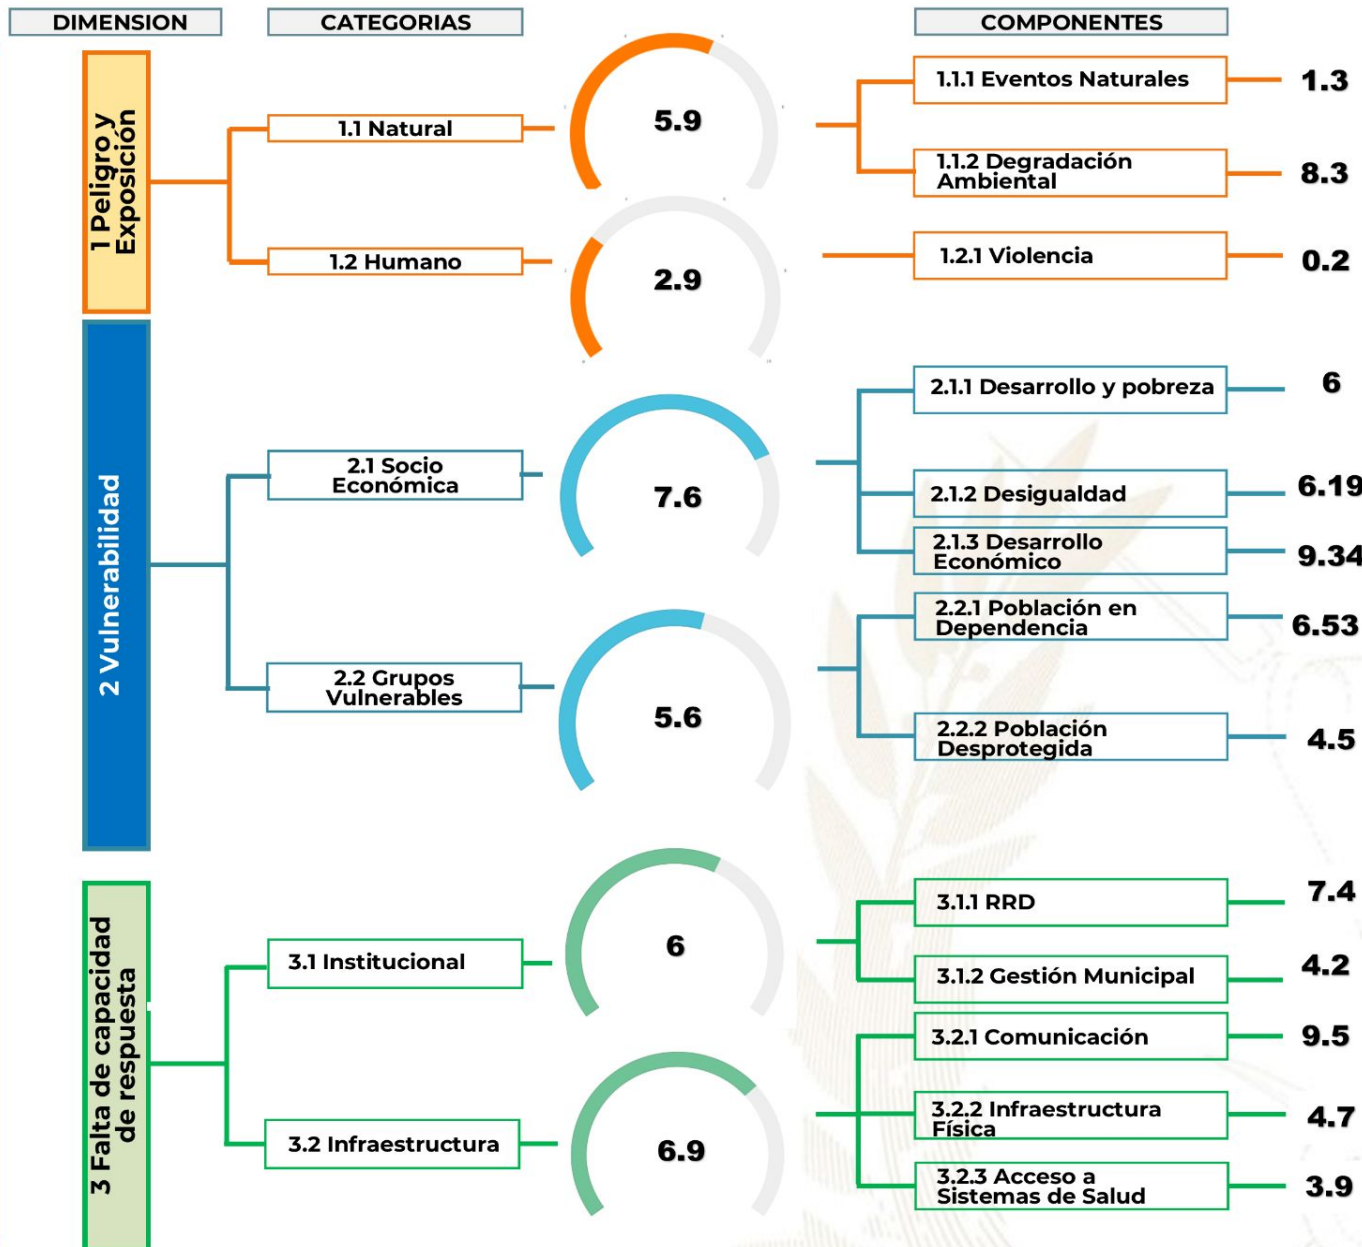 DIMENSION
CATEGORIAS
COMPONENTES
1 Peligro y
Exposición
1.1 Natural
5.9
1.1.1 Eventos Naturales
1.3
1.1.2 Degradación
Ambiental
8.3
1.2 Humano
2.9
1.2.1 Violencia
0.2
2 Vulnerabilidad
2.1 Socio
Económica
7.6
2.1.1 Desarrollo y pobreza
6
2.1.2 Desigualdad
6.19
2.1.3 Desarrollo
Económico
9.34
2.2 Grupos
Vulnerables
5.6
2.2.1 Población en
Dependencia
6.53
2.2.2 Población
Desprotegida
4.5
3 Falta de capacidad
de respuesta
3.1 Institucional
6
3.1.1 RRD
7.4
3.1.2 Gestión Municipal
4.2
3.2 Infraestructura
6.9
3.2.1 Comunicación
9.5
3.2.2 Infraestructura
Física
4.7
3.2.3 Acceso a
Sistemas de Salud
3.9